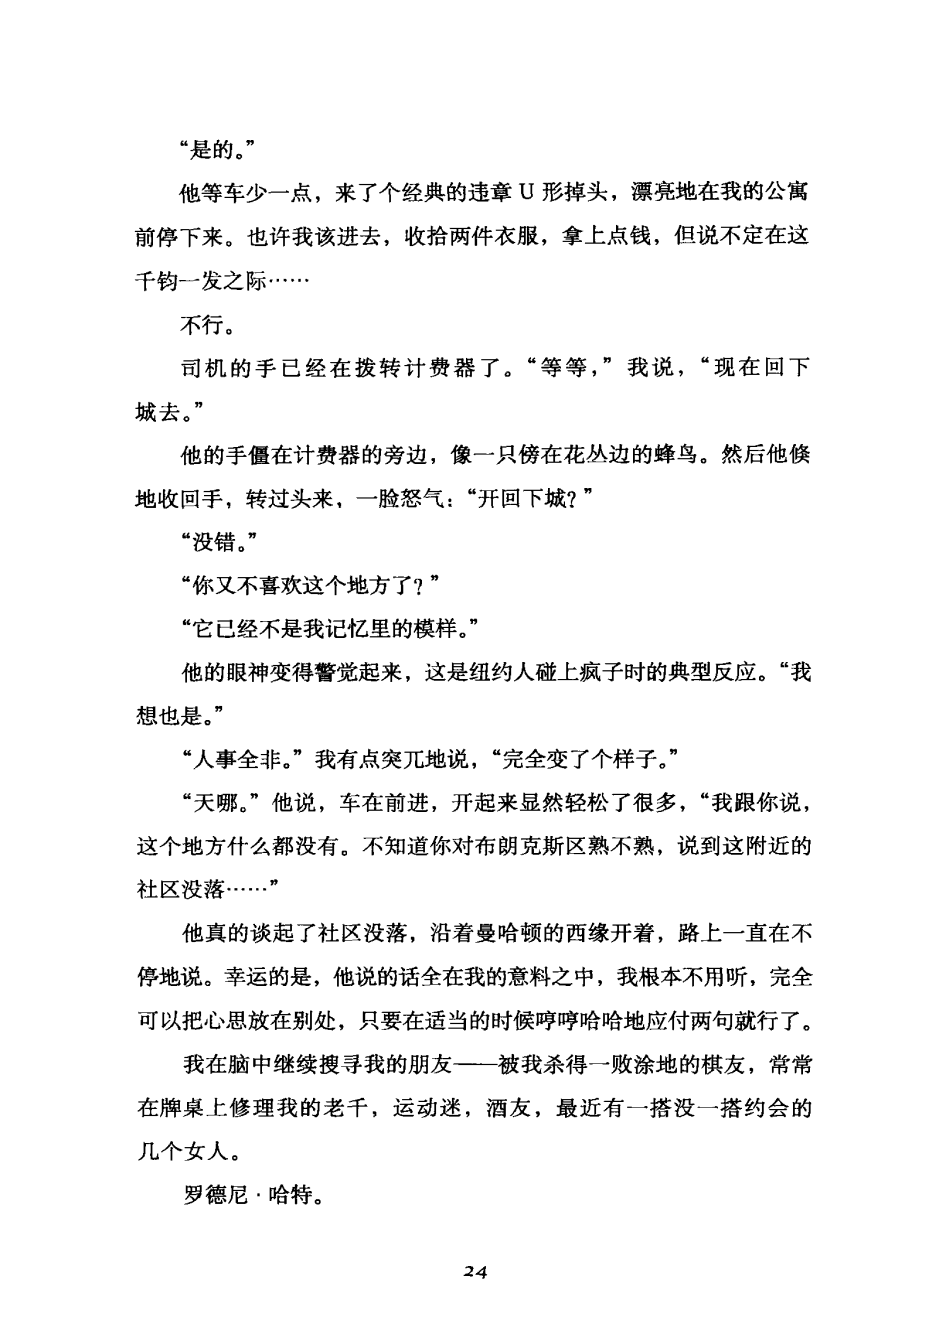 “是的。”
他等车少一点，来了个经典的违章 U 形掉头，漂亮地在我的公寓
前停下来。也许我该进去，收拾两件衣服，拿上点钱，但说不定在这
千钧一发之际……
不行。
司机的手已经在拨转计费器了。“等等，”我说，“现在回下
城去。”
他的手僵在计费器的旁边，像一只傍在花丛边的蜂鸟。然后他倏
地收回手，转过头来，一脸怒气：“开回下城？”
“没错。”
“你又不喜欢这个地方了？”
“它已经不是我记忆里的模样。”
他的眼神变得警觉起来，这是纽约人碰上疯子时的典型反应。“我
想也是。”
“人事全非。”我有点突兀地说，“完全变了个样子。”
“天哪。”他说，车在前进，开起来显然轻松了很多，“我跟你说，
这个地方什么都没有。不知道你对布朗克斯区熟不熟，说到这附近的
社区没落……”
他真的谈起了社区没落，沿着曼哈顿的西缘开着，路上一直在不
停地说。幸运的是，他说的话全在我的意料之中，我根本不用听，完全
可以把心思放在别处，只要在适当的时候哼哼哈哈地应付两句就行了。
我在脑中继续搜寻我的朋友——被我杀得一败涂地的棋友，常常
在牌桌上修理我的老千，运动迷，酒友，最近有一搭没一搭约会的
几个女人。
罗德尼·哈特。
24